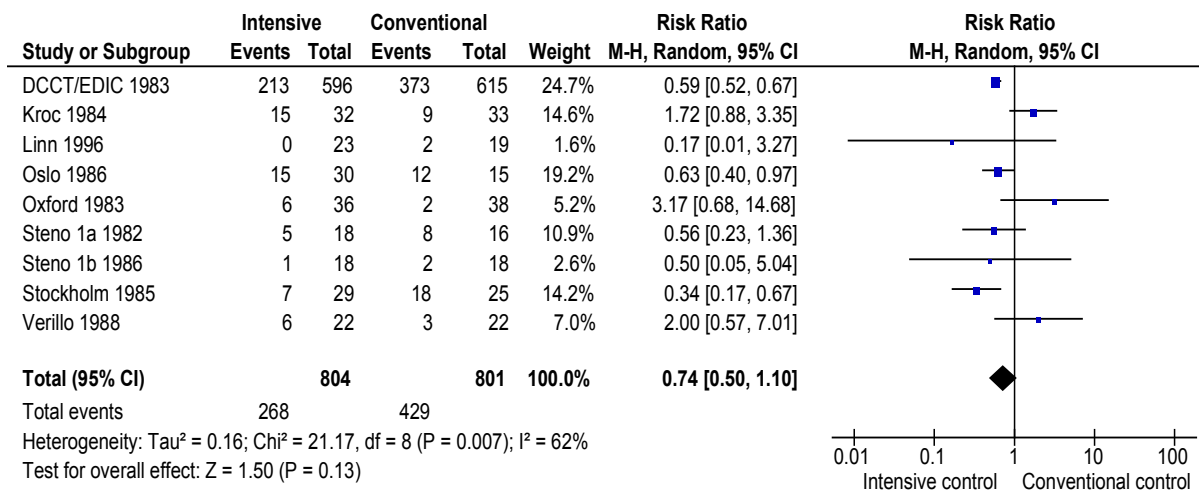 Intensive Conventional Risk Ratio Risk Ratio
Study or Subgroup Events Total Events Total Weight M-H, Random, 95% CI M-H, Random, 95% CI
DCCT/EDIC 1983 213 596 373 615 24.7% 0.59 [0.52, 0.67]
Kroc 1984 15 32 9 33 14.6% 1.72 [0.88, 3.35]
Linn 1996 0 23 2 19 1.6% 0.17 [0.01, 3.27]
Oslo 1986 15 30 12 15 19.2% 0.63 [0.40, 0.97]
Oxford 1983 6 36 2 38 5.2% 3.17 [0.68, 14.68]
Steno 1a 1982 5 18 8 16 10.9% 0.56 [0.23, 1.36]
Steno 1b 1986 1 18 2 18 2.6% 0.50 [0.05, 5.04]
Stockholm 1985 7 29 18 25 14.2% 0.34 [0.17, 0.67]
Verillo 1988 6 22 3 22 7.0% 2.00 [0.57, 7.01]
Total (95% CI) 804 801 100.0% 0.74 [0.50, 1.10]
Total events 268 429
Heterogeneity: Tau² = 0.16; Chi² = 21.17, df = 8 (P = 0.007); I² = 62%
Test for overall effect: Z = 1.50 (P = 0.13)
0.01 0.1 1 10 100
Intensive control Conventional control